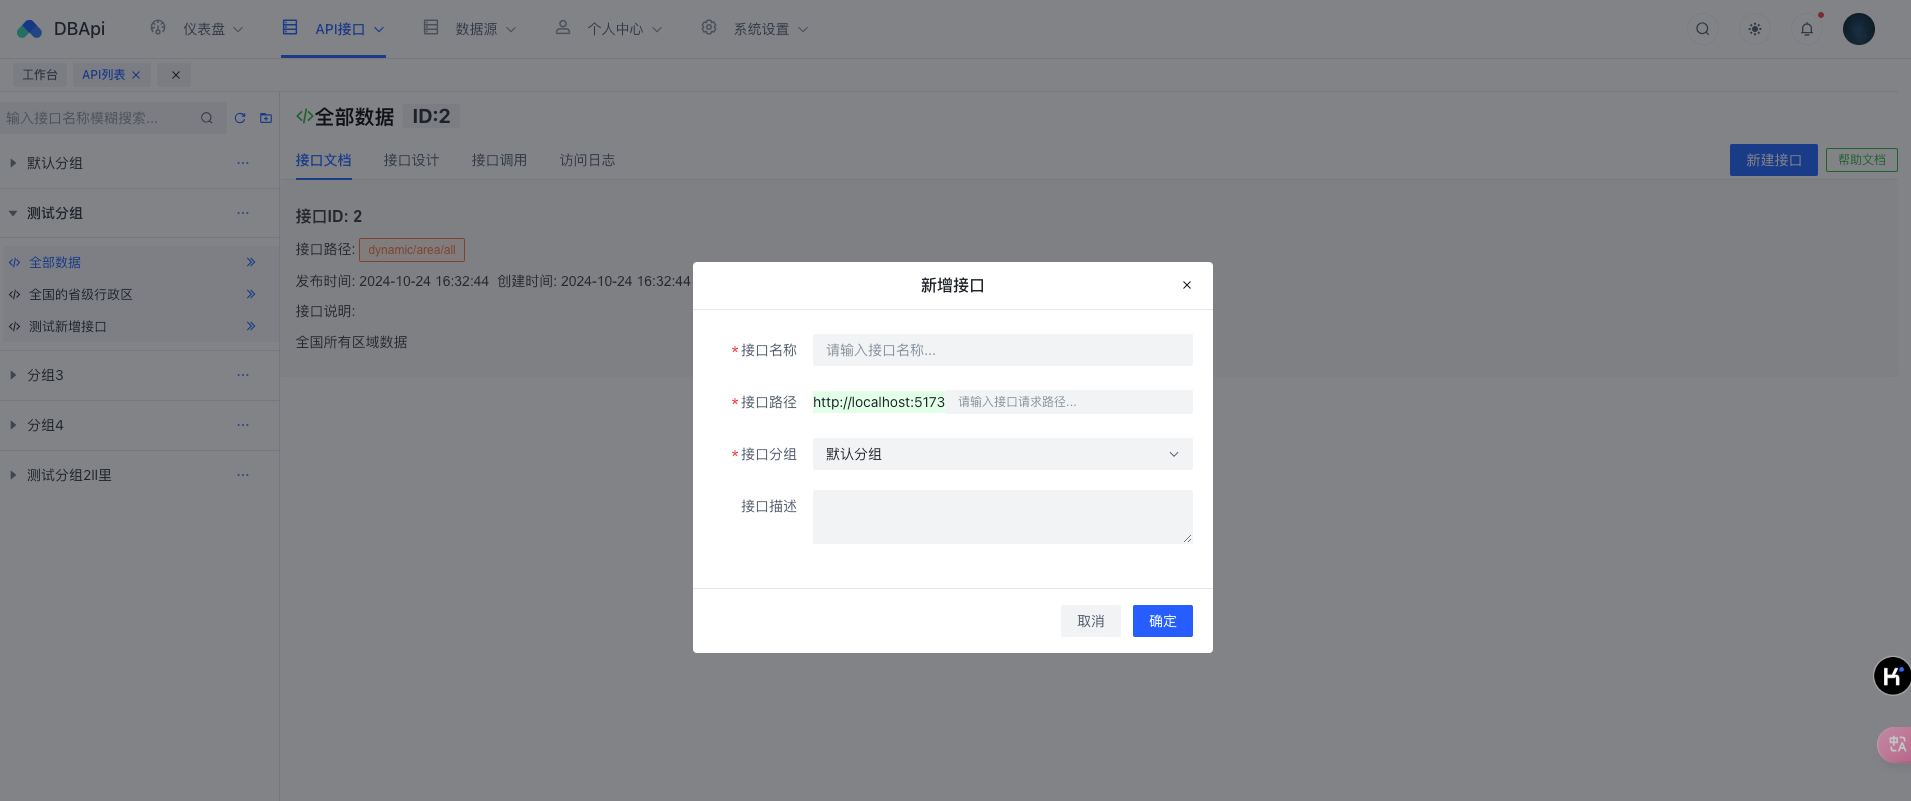 DBApi 仪表盘 API接口 数据源 个人中心 系统设置
工作台 API列表
输入接口名称模糊搜索...
默认分组
测试分组
全部数据
全国的省级行政区
测试新增接口
分组3
分组4
测试分组2ll里
全部数据 ID:2
接口文档 接口设计 接口调用 访问日志 新建接口 帮助文档
接口ID: 2
接口路径: dynamic/area/all
发布时间: 2024-10-24 16:32:44 创建时间: 2024-10-24 16:32:44
接口说明:
全国所有区域数据
新增接口
*接口名称 请输入接口名称...
*接口路径 http://localhost:5173 请输入接口请求路径...
*接口分组 默认分组
接口描述
取消 确定
中A